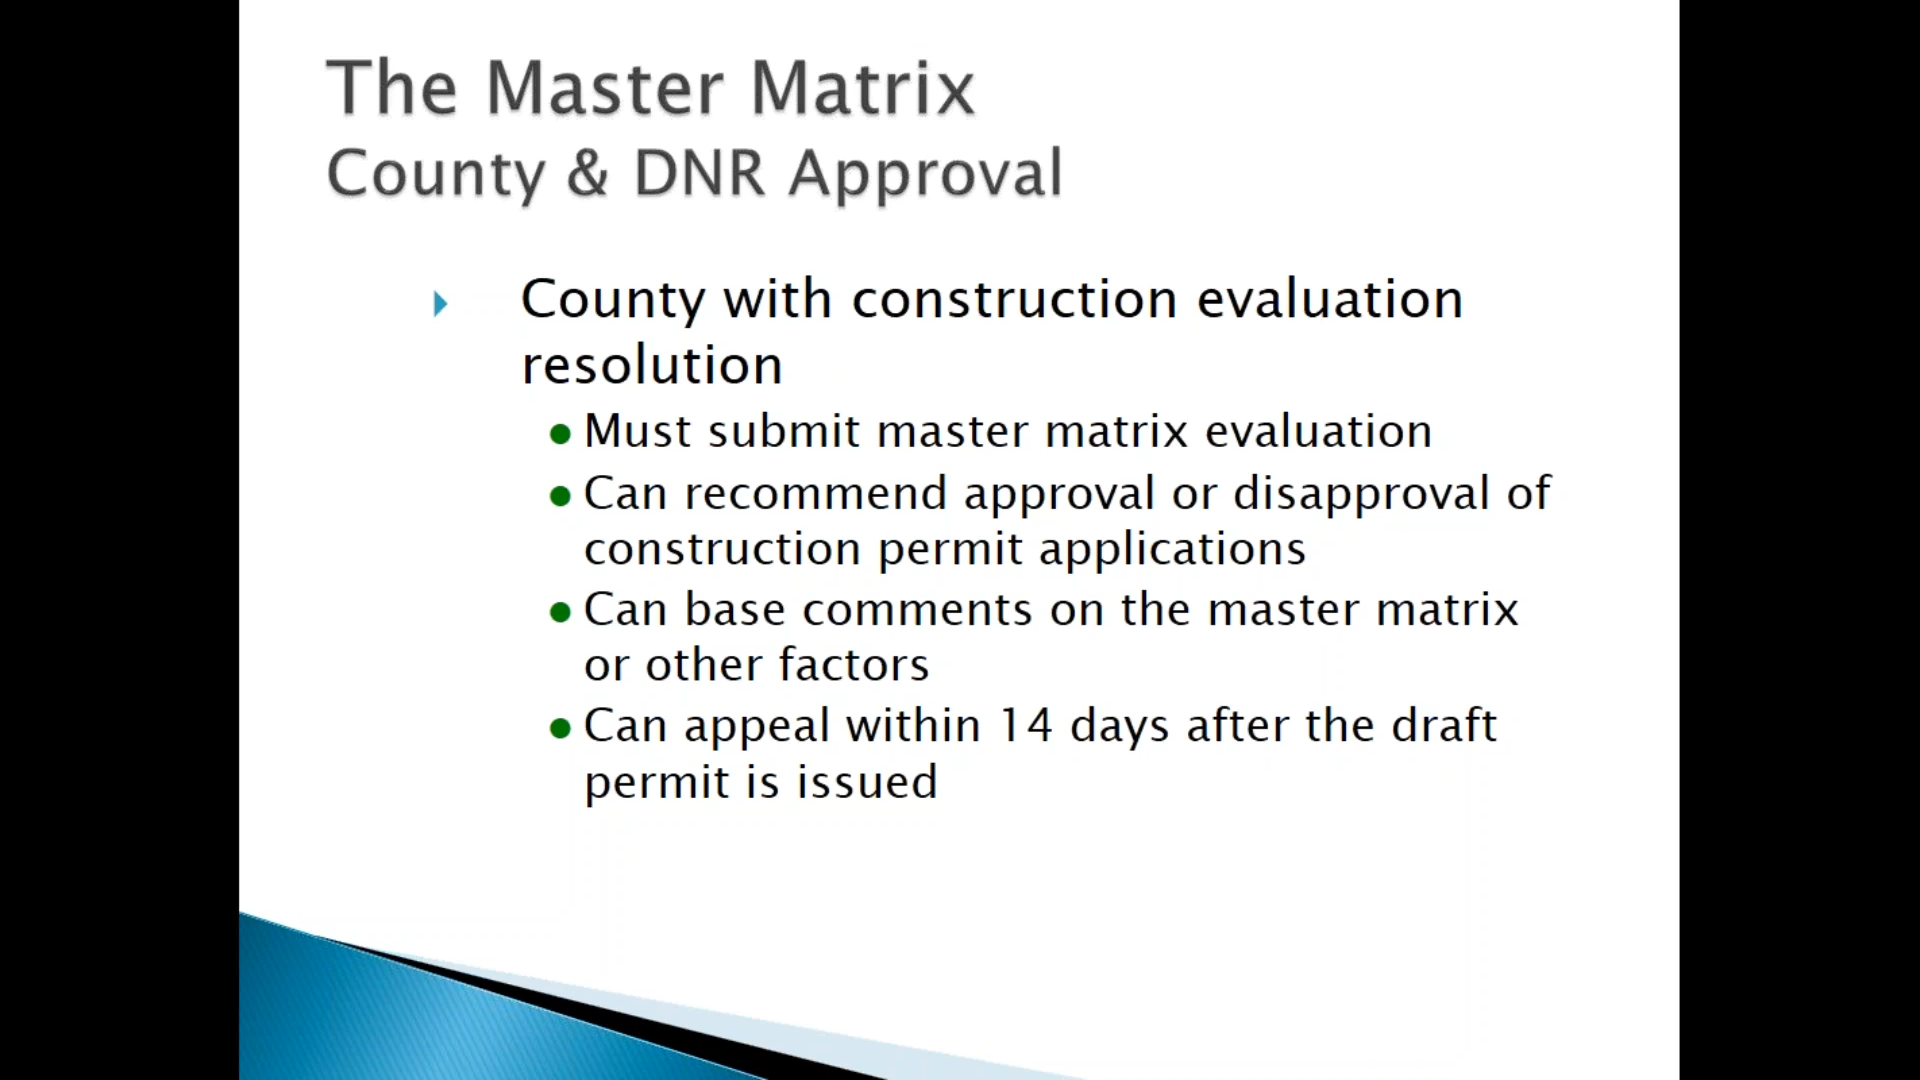 The Master Matrix
County & DNR Approval
County with construction evaluation
resolution
Must submit master matrix evaluation
Can recommend approval or disapproval of
construction permit applications
Can base comments on the master matrix
or other factors
Can appeal within 14 days after the draft
permit is issued